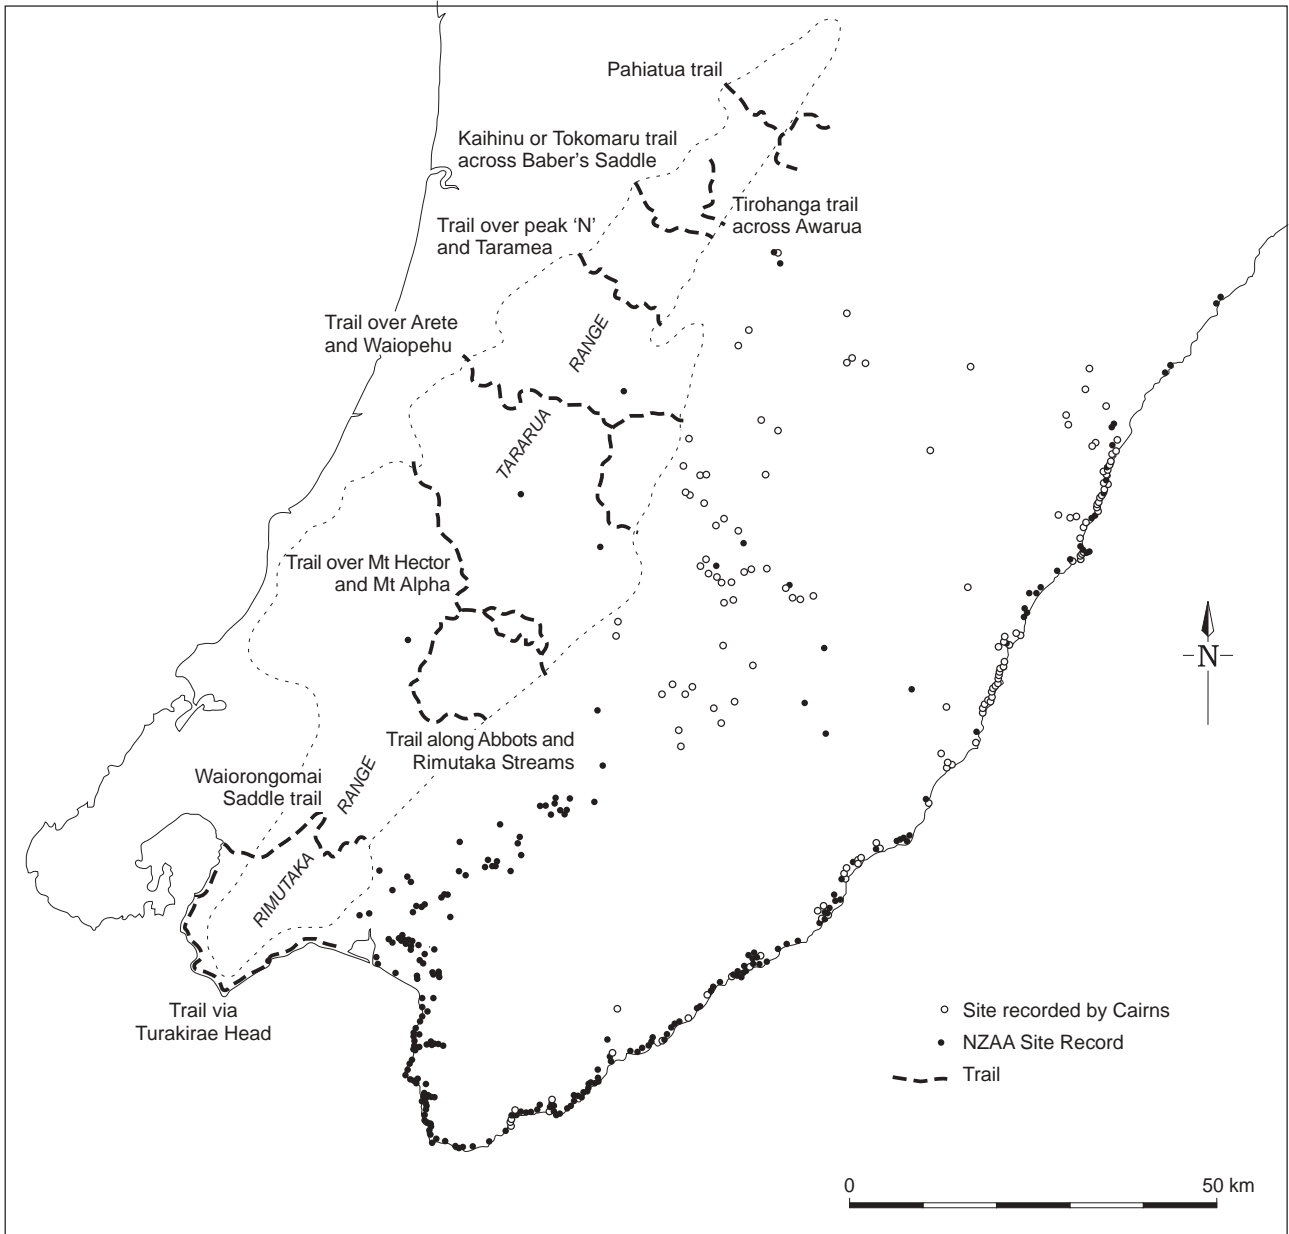 Pahiatua trail
Kaihinu or Tokomaru trail
across Baber's Saddle
Tirohanga trail
across Awarua
Trail over peak ‘N’
and Taramea
Trail over Arete
and Waiopehu
RANGE
TARARUA
Trail over Mt Hector
and Mt Alpha
N
Trail along Abbots and
Rimutaka Streams
Waiorongomai
Saddle trail
RANGE
RIMUTAKA
Trail via
Turakirae Head
Site recorded by Cairns
NZAA Site Record
Trail
0 50 km